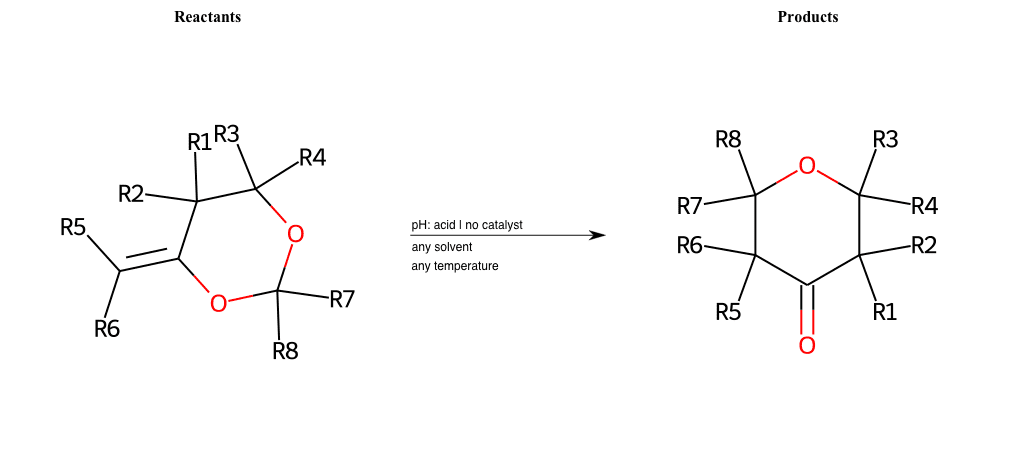 Reactants
Products
R1
R3
R4
R2
R5
O
O
R6
R7
R8
pH: acid | no catalyst
any solvent
any temperature
R8
R3
O
R7
R4
R6
R2
R5
R1
O